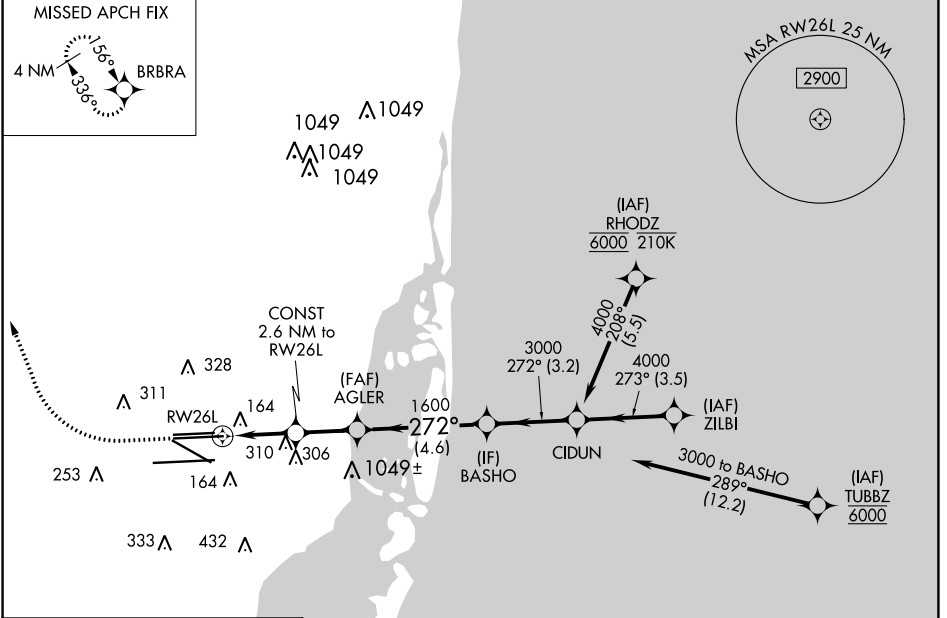 MISSED APCH FIX
4 NM
156°
336°
BRBRA
MSA RW26L 25 NM
2900
1049
1049
1049
1049
(IAF)
RHODZ
6000 210K
4000
208°
(5.5)
CONST
2.6 NM to
RW26L
3000
272° (3.2)
4000
273° (3.5)
328
311
(FAF)
AGLER
(IAF)
ZILBI
RW26L
164
1600
272°
(4.6)
310
306
(IF)
BASHO
CIDUN
253
164
1049±
3000 to BASHO
289°
(12.2)
(IAF)
TUBBZ
6000
333
432